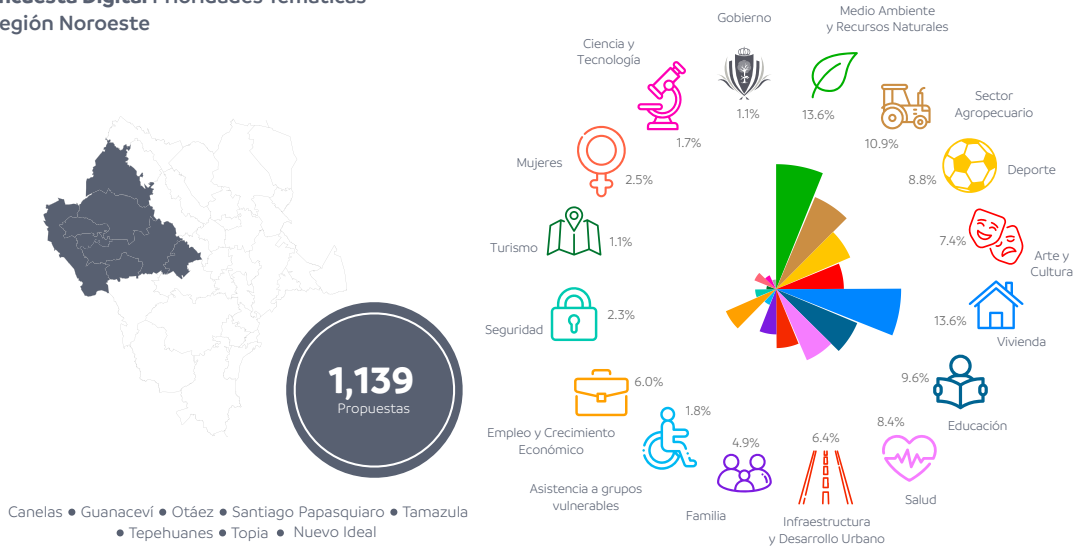 Digital Prioridades Temáticas
Noroeste
Gobierno
1.1%
Medio Ambiente
y Recursos Naturales
13.6%
Sector
Agropecuario
10.9%
Deporte
8.8%
Arte y
Cultura
7.4%
Vivienda
13.6%
Educación
9.6%
Salud
8.4%
Infraestructura
y Desarrollo Urbano
6.4%
Familia
4.9%
Asistencia a grupos
vulnerables
1.8%
Empleo y Crecimiento
Económico
6.0%
Seguridad
2.3%
Turismo
1.1%
Mujeres
2.5%
Ciencia y
Tecnología
1.7%
1,139
Propuestas
Canelas ● Guanaceví ● Otáez ● Santiago Papasquiaro ● Tamazula
● Tepehuanes ● Topia ● Nuevo Ideal